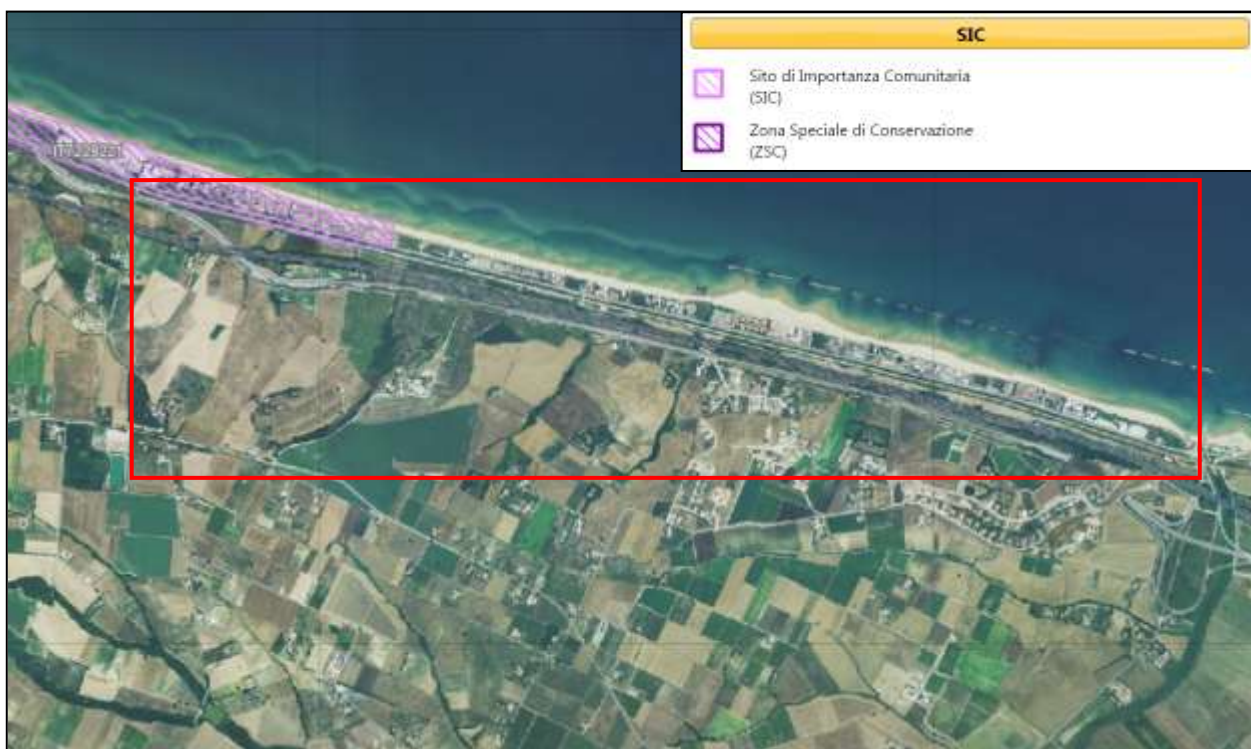 SIC
Sito di Importanza Comunitaria
(SIC)
Zona Speciale di Conservazione
(ZSC)